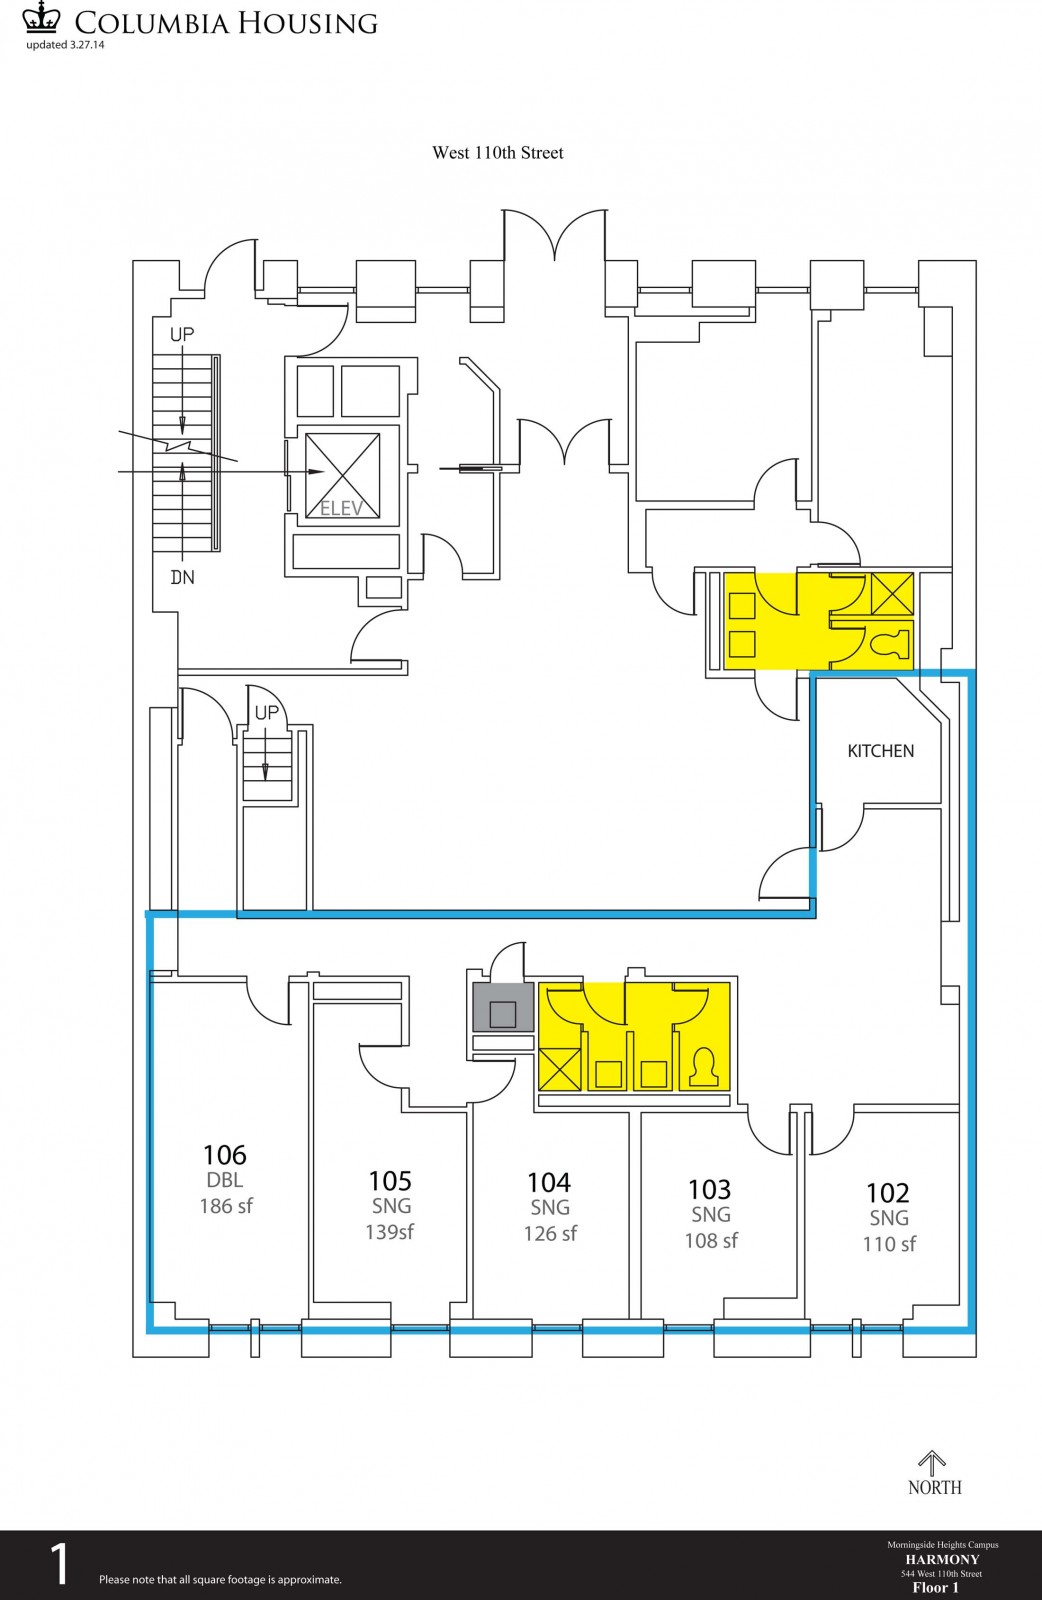 COLUMBIA HOUSING
updated 3.27.14
West 110th Street
UP
ELEV
DN
UP
KITCHEN
106
DBL
186 sf
105
SNG
139sf
104
SNG
126 sf
103
SNG
108 sf
102
SNG
110 sf
NORTH
1
Please note that all square footage is approximate.
Morningside Heights Campus
HARMONY
544 West 110th Street
Floor 1